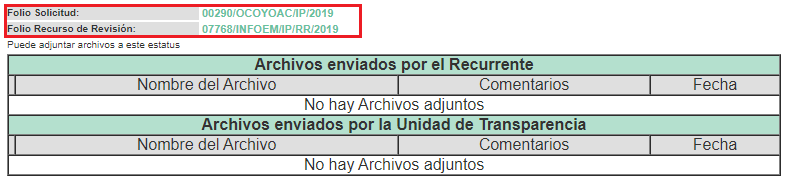 Folio Solicitud: 00290/OCOYOAC/IP/2019
Folio Recurso de Revisión: 07768/INFOEM/IP/RR/2019
Puede adjuntar archivos a este estatus
Archivos enviados por el Recurrente
Nombre del Archivo Comentarios Fecha
No hay Archivos adjuntos
Archivos enviados por la Unidad de Transparencia
Nombre del Archivo Comentarios Fecha
No hay Archivos adjuntos